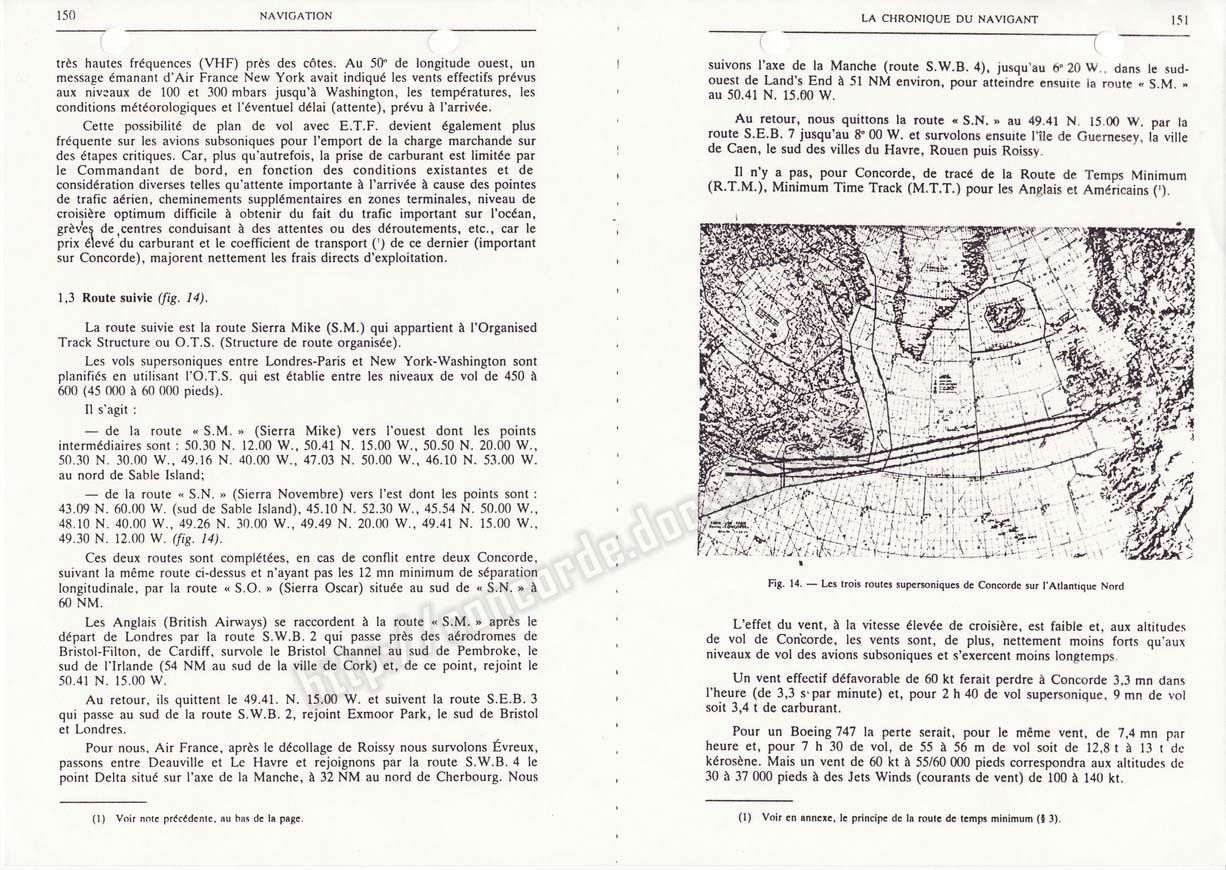 150
NAVIGATION
très hautes fréquences (VHF) près des côtes. Au 50° de longitude ouest, un
message émanant d'Air France New York avait indiqué les vents effectifs prévus
aux niveaux de 100 et 300 mbars jusqu'à Washington, les températures, les
conditions météorologiques et l'éventuel délai (attente), prévu à l'arrivée.
Cette possibilité de plan de vol avec E.T.F. devient également plus
fréquente sur les avions subsoniques pour l'emport de la charge marchande sur
des étapes critiques. Car, plus qu'autrefois, la prise de carburant est limitée par
le Commandant de bord, en fonction des conditions existantes et de
considération diverses telles qu'attente importante à l'arrivée à cause des pointes
de trafic aérien, cheminements supplémentaires en zones terminales, niveau de
croisière optimum difficile à obtenir du fait du trafic important sur l'océan,
grèves de centres conduisant à des attentes ou des déroutements, etc., car le
prix élevé du carburant et le coefficient de transport (¹) de ce dernier (important
sur Concorde), majorent nettement les frais directs d'exploitation.
1,3 Route suivie (fig. 14).
La route suivie est la route Sierra Mike (S.M.) qui appartient à l'Organised
Track Structure ou O.T.S. (Structure de route organisée).
Les vols supersoniques entre Londres-Paris et New York-Washington sont
planifiés en utilisant l'O.T.S. qui est établie entre les niveaux de vol de 450 à
600 (45 000 à 60 000 pieds).
Il s'agit :
— de la route « S.M. » (Sierra Mike) vers l'ouest dont les points
intermédiaires sont : 50.30 N. 12.00 W., 50.41 N. 15.00 W., 50.50 N. 20.00 W.,
50.30 N. 30.00 W., 49.16 N. 40.00 W., 47.03 N. 50.00 W., 46.10 N. 53.00 W.
au nord de Sable Island;
— de la route « S.N. » (Sierra Novembre) vers l'est dont les points sont :
43.09 N. 60.00 W. (sud de Sable Island), 45.10 N. 52.30 W., 45.54 N. 50.00 W.,
48.10 N. 40.00 W., 49.26 N. 30.00 W., 49.49 N. 20.00 W., 49.41 N. 15.00 W.,
49.30 N. 12.00 W. (fig. 14).
Ces deux routes sont complétées, en cas de conflit entre deux Concorde,
suivant la même route ci-dessus et n'ayant pas les 12 mn minimum de séparation
longitudinale, par la route « S.O. » (Sierra Oscar) située au sud de « S.N. » à
60 NM.
Les Anglais (British Airways) se raccordent à la route « S.M. » après le
départ de Londres par la route S.W.B. 2 qui passe près des aérodromes de
Bristol-Filton, de Cardiff, survole le Bristol Channel au sud de Pembroke, le
sud de l'Irlande (54 NM au sud de la ville de Cork) et, de ce point, rejoint le
50.41 N. 15.00 W.
Au retour, ils quittent le 49.41. N. 15.00 W. et suivent la route S.E.B. 3
qui passe au sud de la route S.W.B. 2, rejoint Exmoor Park, le sud de Bristol
et Londres.
Pour nous, Air France, après le décollage de Roissy nous survolons Évreux,
passons entre Deauville et Le Havre et rejoignons par la route S.W.B. 4 le
point Delta situé sur l'axe de la Manche, à 32 NM au nord de Cherbourg. Nous
(1) Voir note précédente, au bas de la page.
LA CHRONIQUE DU NAVIGANT
151
suivons l'axe de la Manche (route S.W.B. 4), jusqu'au 6° 20 W., dans le sud-
ouest de Land's End à 51 NM environ, pour atteindre ensuite la route « S.M. »
au 50.41 N. 15.00 W.
Au retour, nous quittons la route « S.N. » au 49.41 N. 15.00 W. par la
route S.E.B. 7 jusqu'au 8° 00 W. et survolons ensuite l'île de Guernesey, la ville
de Caen, le sud des villes du Havre, Rouen puis Roissy.
Il n'y a pas, pour Concorde, de tracé de la Route de Temps Minimum
(R.T.M.), Minimum Time Track (M.T.T.) pour les Anglais et Américains (¹).
Fig. 14. — Les trois routes supersoniques de Concorde sur l'Atlantique Nord
L'effet du vent, à la vitesse élevée de croisière, est faible et, aux altitudes
de vol de Concorde, les vents sont, de plus, nettement moins forts qu'aux
niveaux de vol des avions subsoniques et s'exercent moins longtemps.
Un vent effectif défavorable de 60 kt ferait perdre à Concorde 3,3 mn dans
l'heure (de 3,3 s par minute) et, pour 2 h 40 de vol supersonique, 9 mn de vol
soit 3,4 t de carburant.
Pour un Boeing 747 la perte serait, pour le même vent, de 7,4 mn par
heure et, pour 7 h 30 de vol, de 55 à 56 m de vol soit de 12,8 t à 13 t de
kérosène. Mais un vent de 60 kt à 55/60 000 pieds correspondra aux altitudes de
30 à 37 000 pieds à des Jets Winds (courants de vent) de 100 à 140 kt.
(1) Voir en annexe, le principe de la route de temps minimum (§ 3).